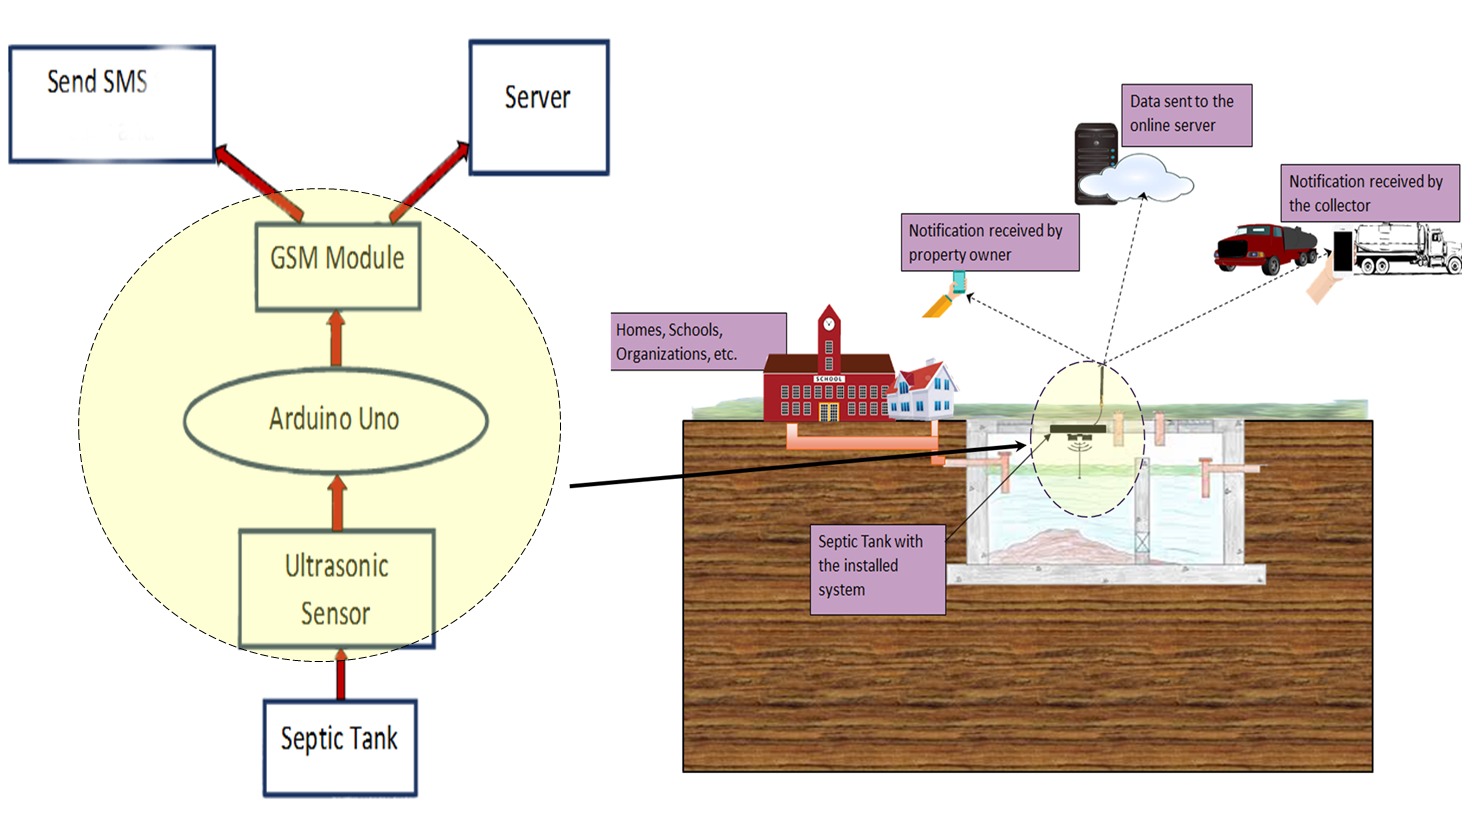 Send SMS
Server
GSM Module
Arduino Uno
Ultrasonic
Sensor
Septic Tank
Data sent to the
online server
Notification received by
the collector
Notification received by
property owner
Homes, Schools,
Organizations, etc.
SCHOOL
Septic Tank with
the installed
system